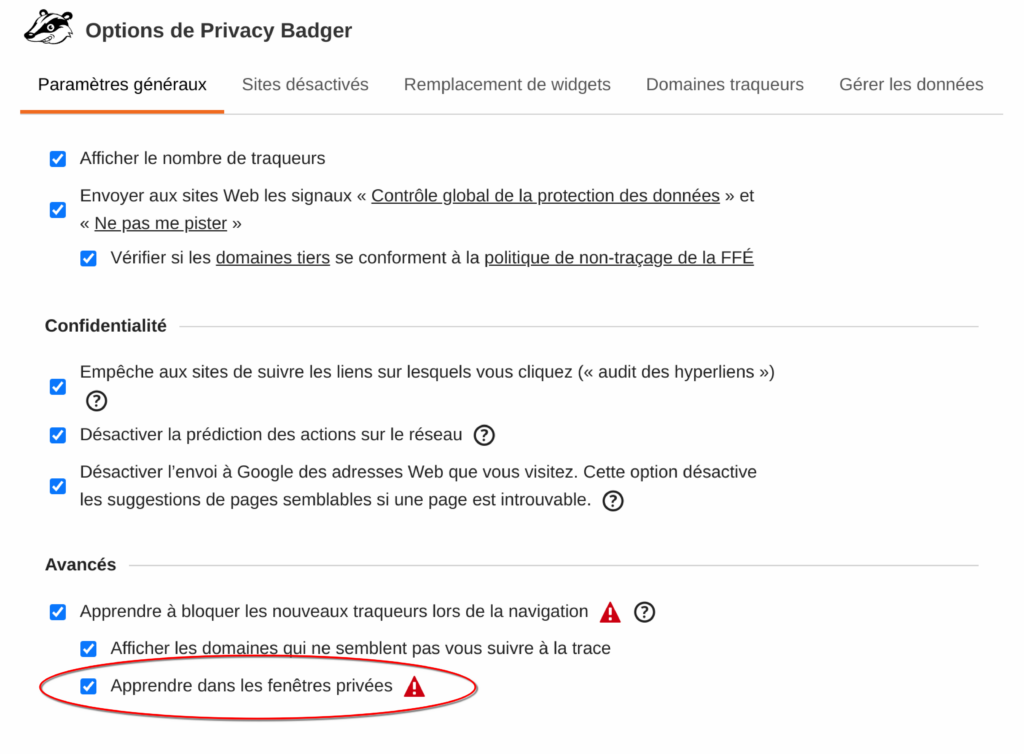 Options de Privacy Badger
Paramètres généraux Sites désactivés Remplacement de widgets Domaines traqueurs Gérer les données
Afficher le nombre de traqueurs
Envoyer aux sites Web les signaux « Contrôle global de la protection des données » et
« Ne pas me pister »
Vérifier si les domaines tiers se conforment à la politique de non-traçage de la FFÉ
Confidentialité
Empêche aux sites de suivre les liens sur lesquels vous cliquez (« audit des hyperliens »)
?
Désactiver la prédiction des actions sur le réseau ?
Désactiver l’envoi à Google des adresses Web que vous visitez. Cette option désactive
les suggestions de pages semblables si une page est introuvable. ?
Avancés
Apprendre à bloquer les nouveaux traqueurs lors de la navigation ! ?
Afficher les domaines qui ne semblent pas vous suivre à la trace
Apprendre dans les fenêtres privées !